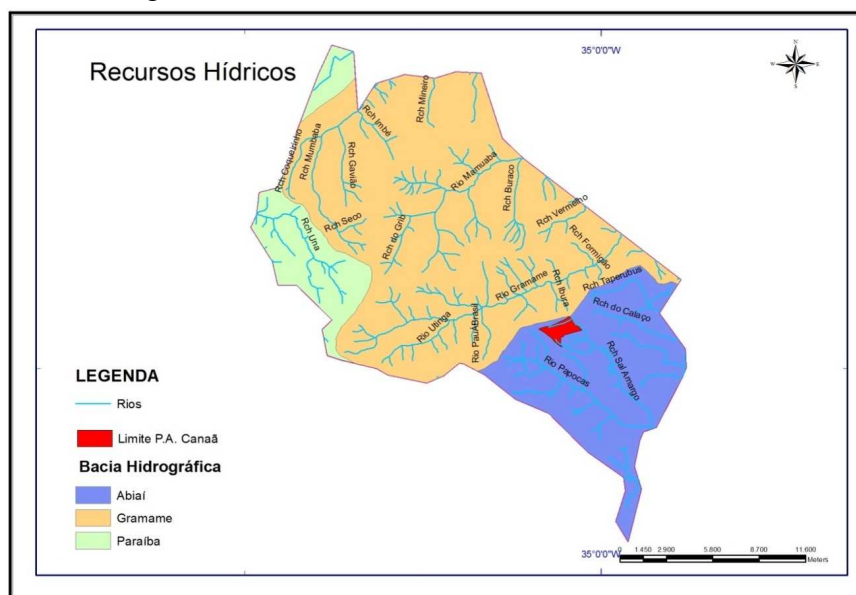 Recursos Hídricos
35°0'0"W
N
W
E
S
Rch Mineiro
Rch Imbé
Rch Coqueirinho
Rch Mumbaba
Rch Gavião
Rio Mamuaba
Rch Buraco
Rch Vermelho
Rch Seco
Rch do Grib
Rch Una
Rch Formigão
Rch Taperubus
Rio Gramame
Rch Ibura
Rch do Calaço
Rio Utinga
Rio PauÁBrasil
Rio Papocas
Rch Sal Amargo
LEGENDA
Rios
Limite P.A. Canaã
Bacia Hidrográfica
Abiaí
Gramame
Paraíba
35°0'0"W
0 1.450 2.900 5.800 8.700 11.600
Meters